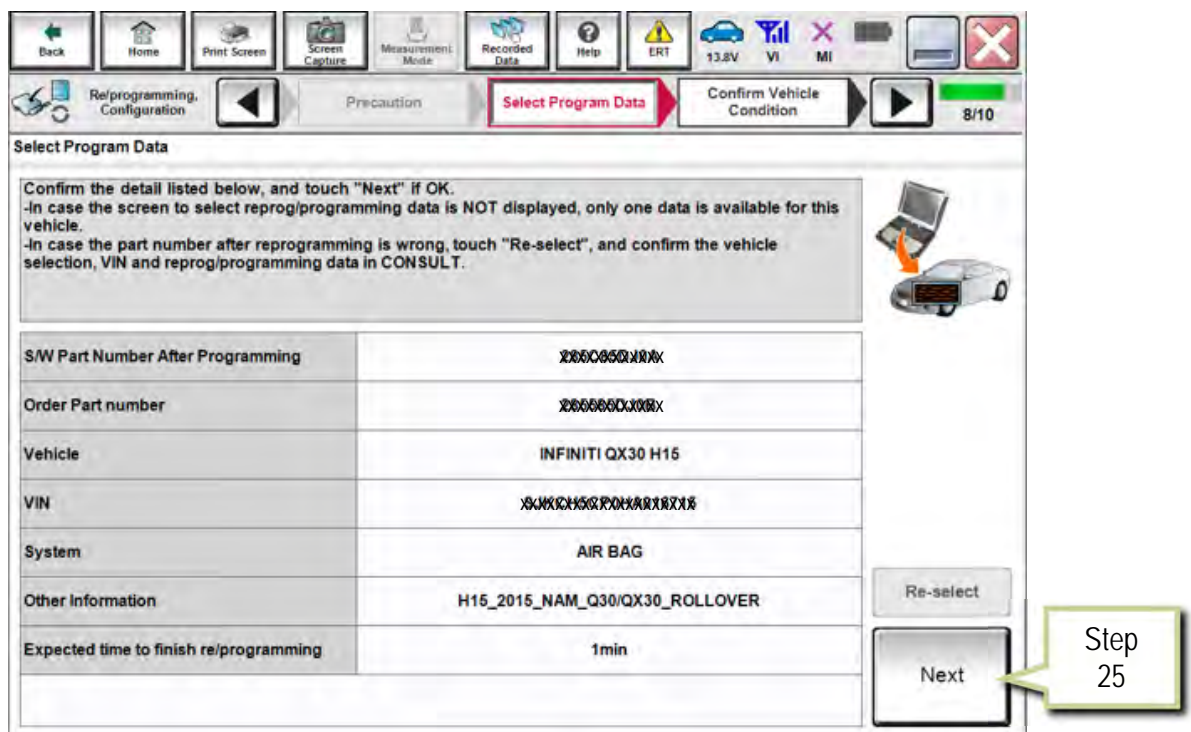 Back
Home
Print Screen
Screen Capture
Measurement Mode
Recorded Data
Help
ERT
13.8V
VI
MI
Re/programming, Configuration
Precaution
Select Program Data
Confirm Vehicle Condition
8/10
Select Program Data
Confirm the detail listed below, and touch "Next" if OK.
-In case the screen to select reprog/programming data is NOT displayed, only one data is available for this
vehicle.
-In case the part number after reprogramming is wrong, touch "Re-select", and confirm the vehicle
selection, VIN and reprog/programming data in CONSULT.
S/W Part Number After Programming
Order Part number
Vehicle INFINITI QX30 H15
VIN
System AIR BAG
Other Information H15_2015_NAM_Q30/QX30_ROLLOVER
Expected time to finish re/programming 1min
Re-select
Next
Step
25